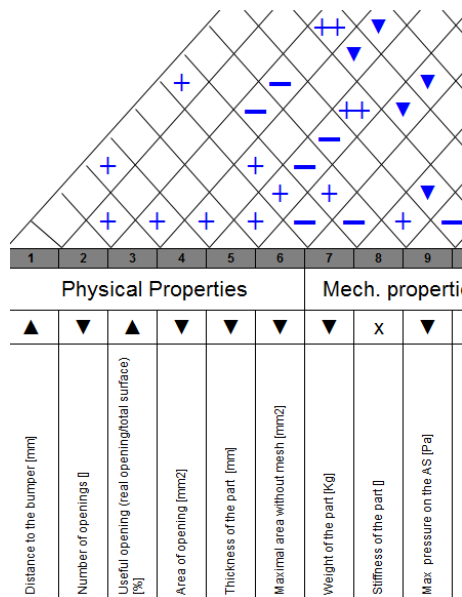 ++ ▼
▼
+ − ▼
− ++ ▼
−
+ + −
+ + ▼
+ + + + − − + −
1 2 3 4 5 6 7 8 9
Physical Properties Mech. properti
▲ ▼ ▲ ▼ ▼ ▼ ▼ x ▼
Distance to the bumper [mm]
Number of openings []
Useful opening (real opening/total surface)
[%]
Area of opening [mm2]
Thickness of the part [mm]
Maximal area without mesh [mm2]
Weight of the part [Kg]
Stiffness of the part []
Max pressure on the AS [Pa]